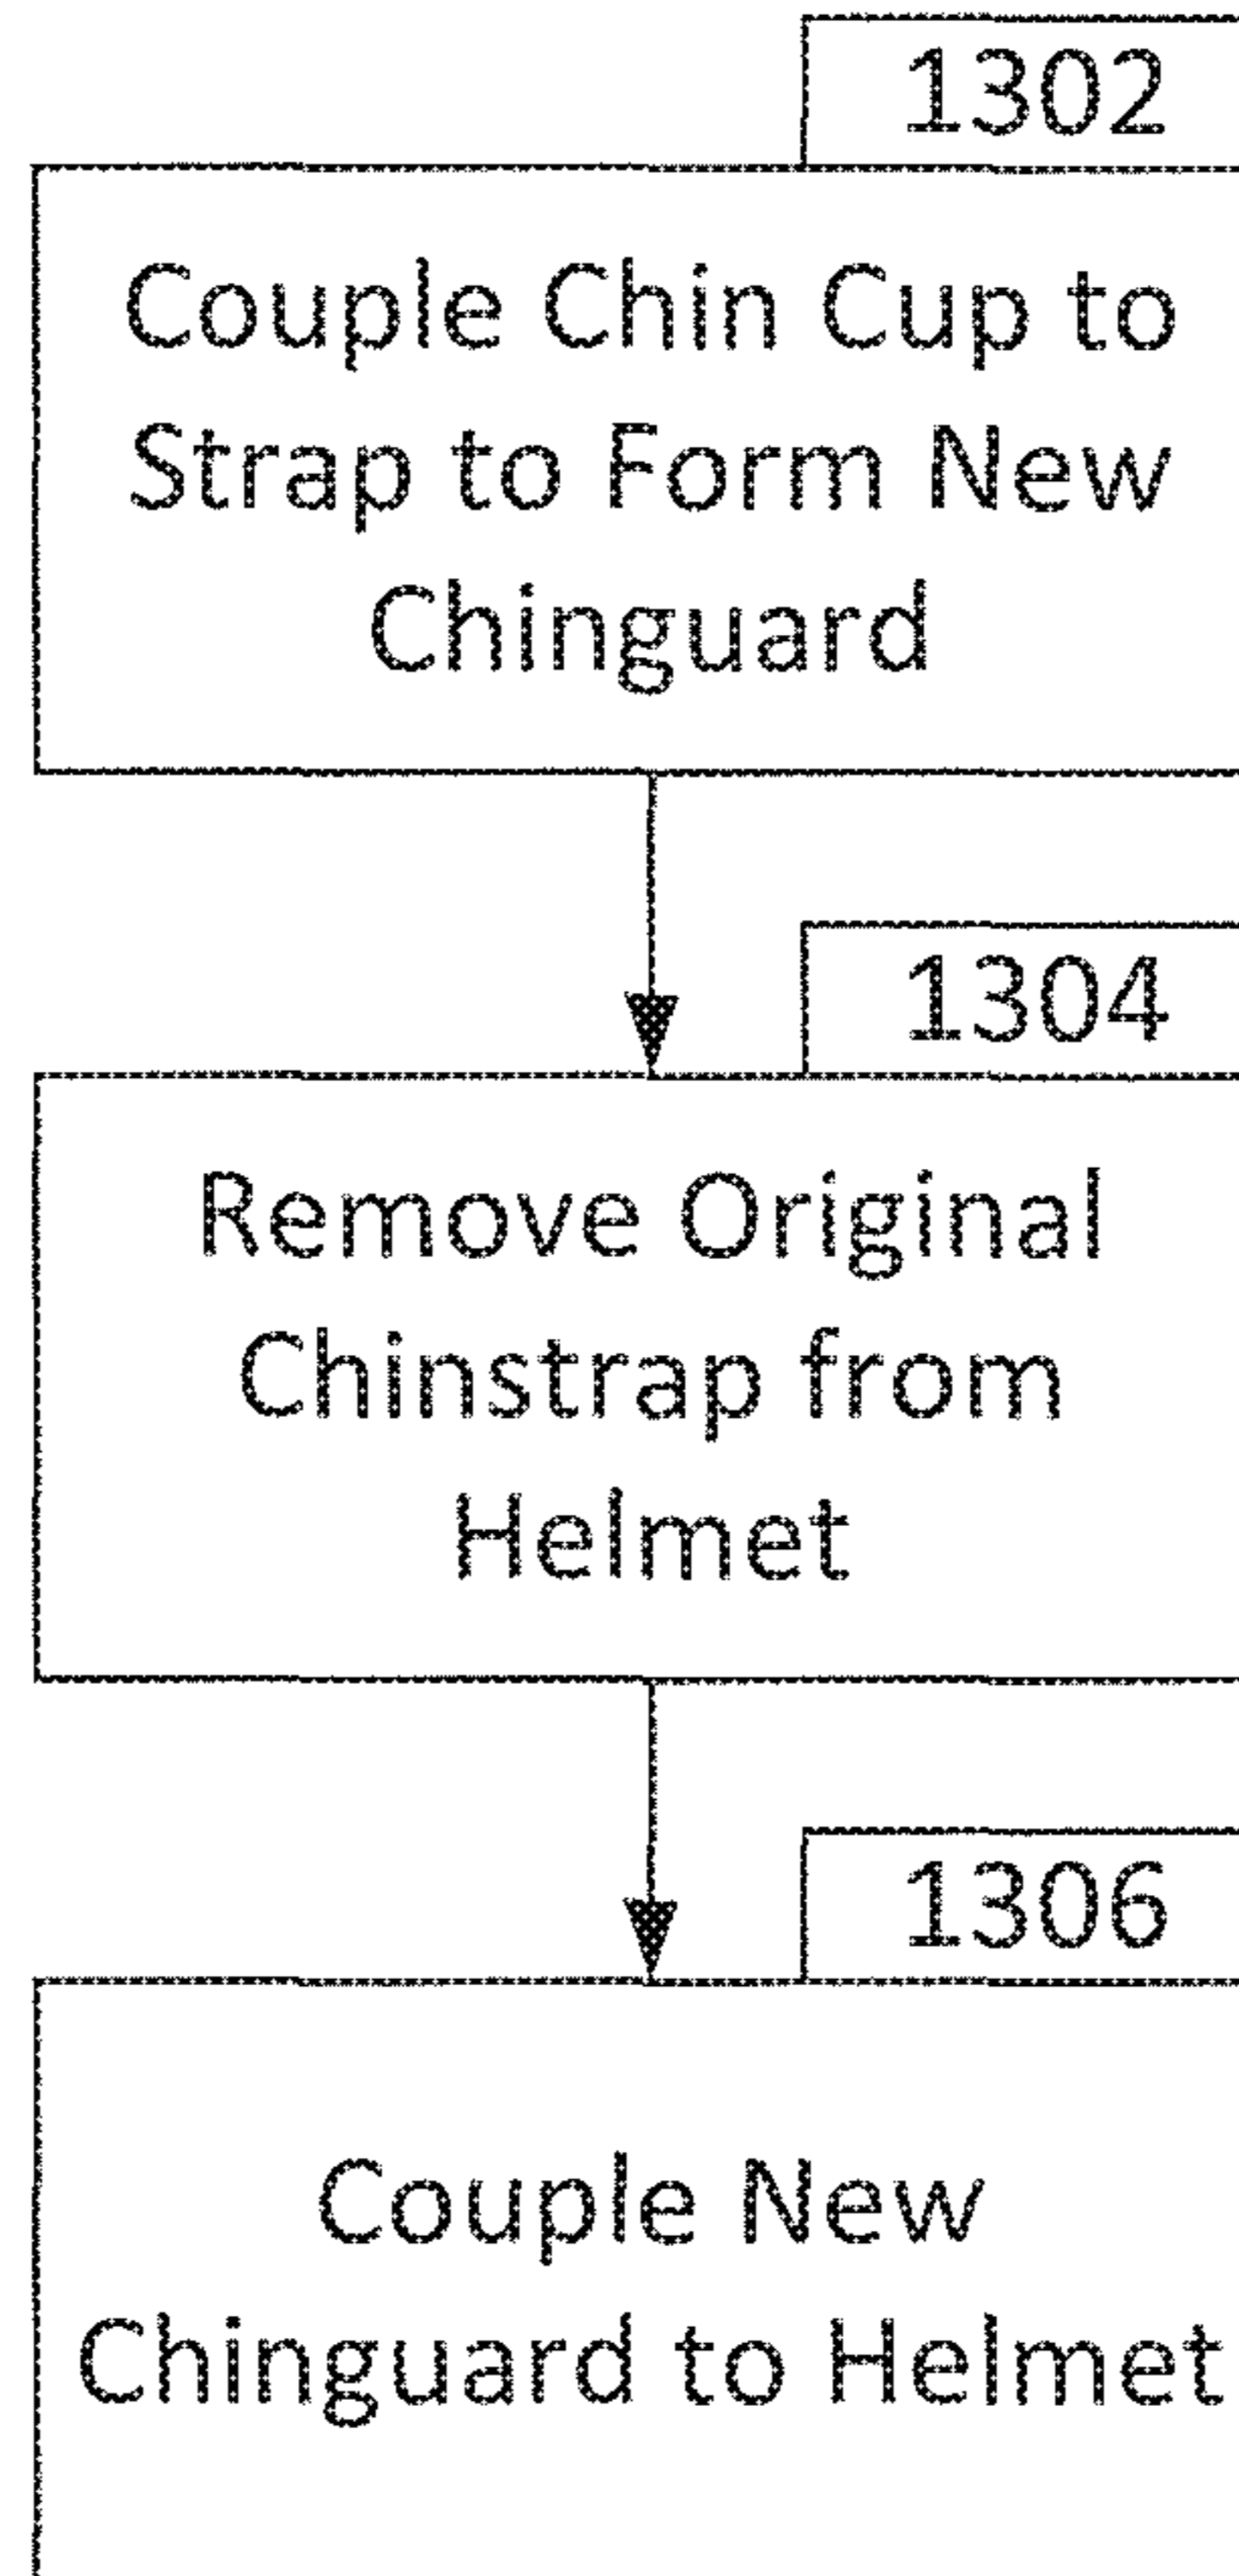 1302
Couple Chin Cup to
Strap to Form New
Chinguard
1304
Remove Original
Chinstrap from
Helmet
1306
Couple New
Chinguard to Helmet